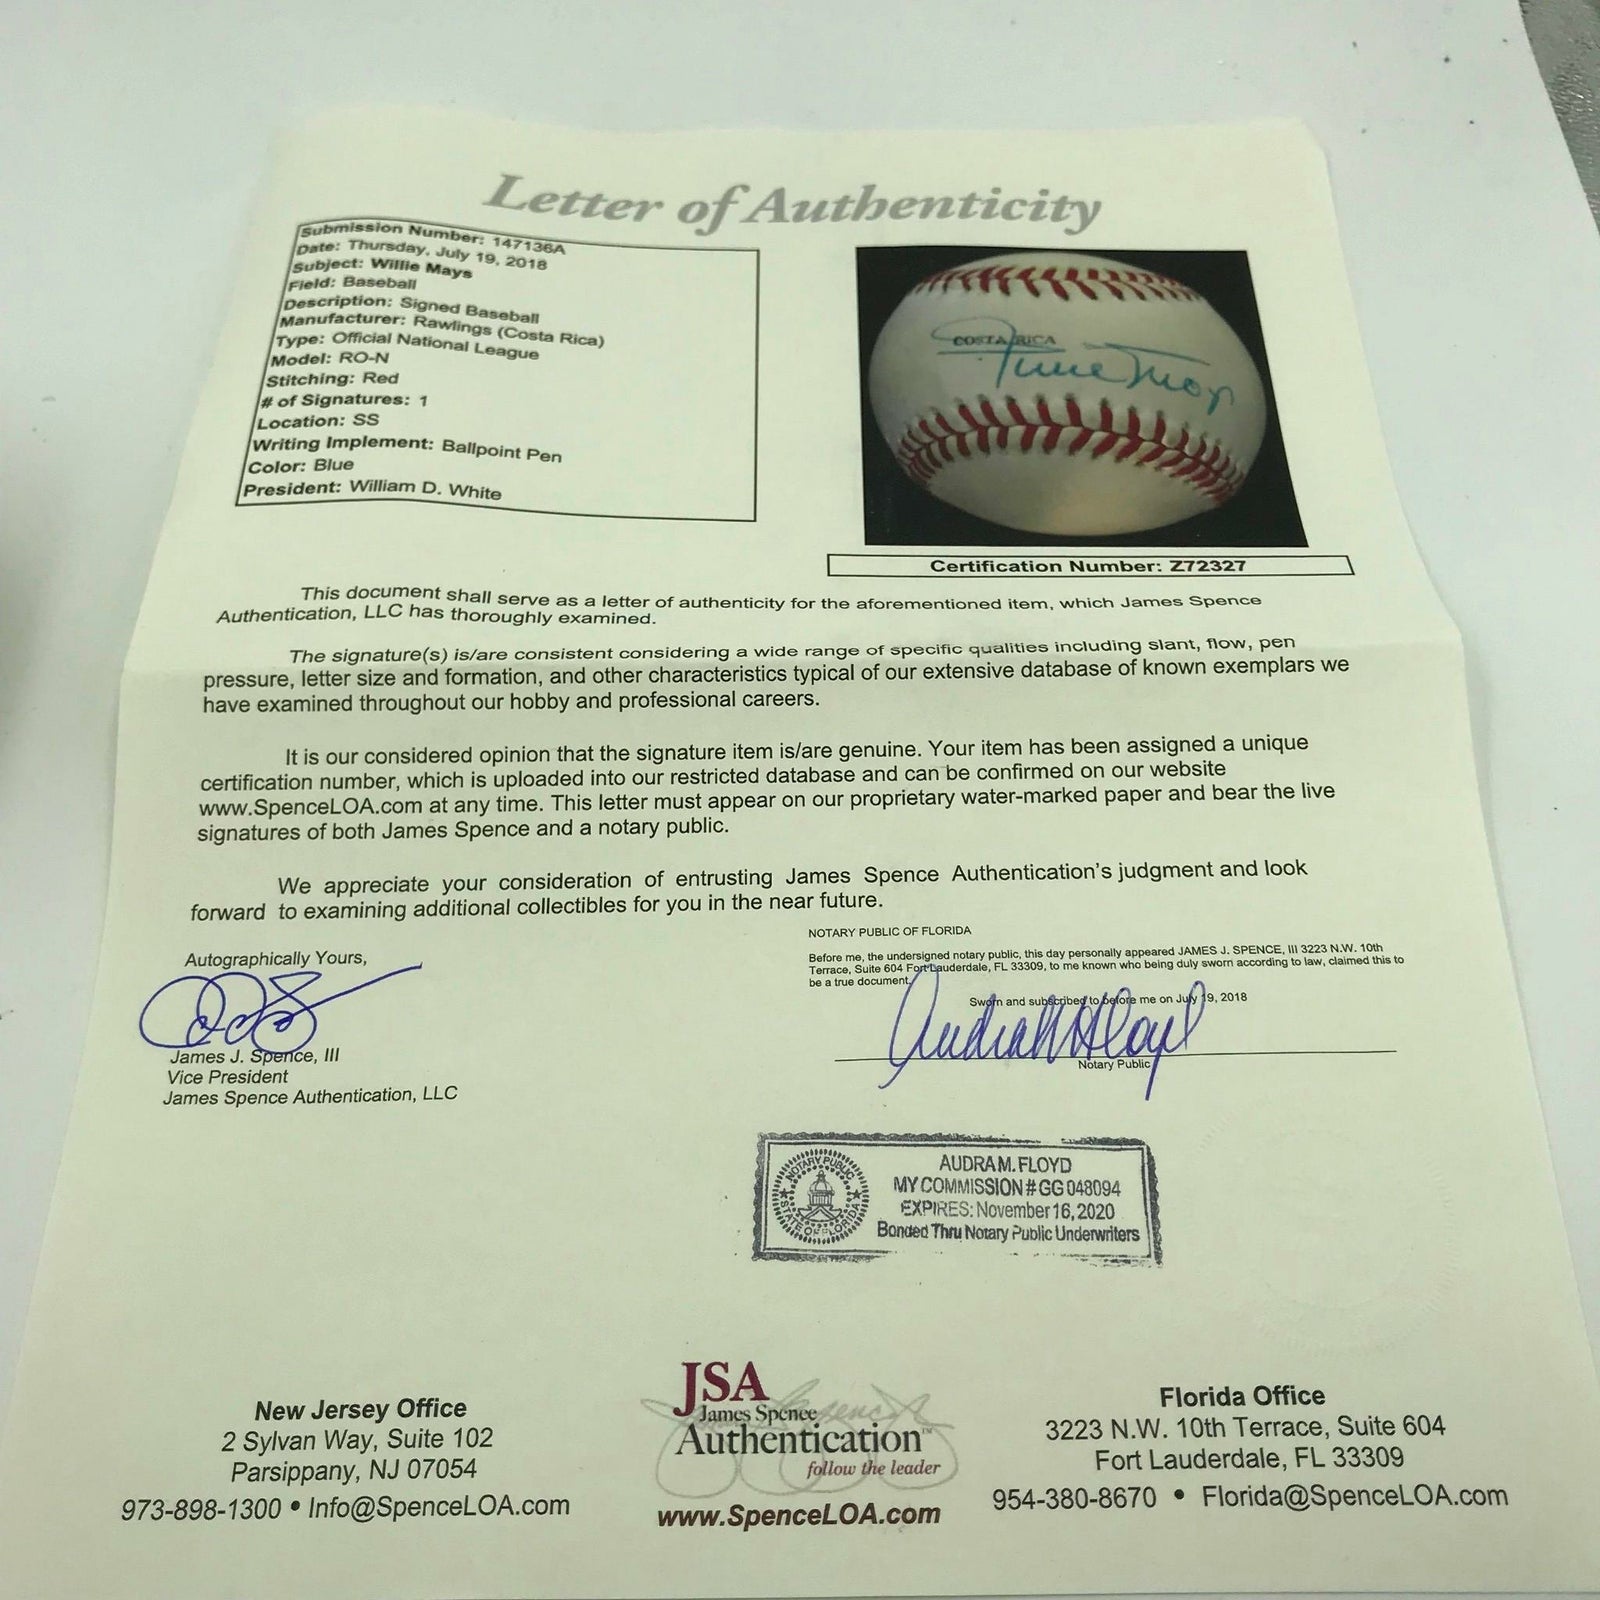 Letter of Authenticity
Submission Number: 147136A
Date: Thursday, July 19, 2018
Subject: Willie Mays
Field: Baseball
Description: Signed Baseball
Manufacturer: Rawlings (Costa Rica)
Type: Official National League
Model: RO-N
Stitching: Red
# of Signatures: 1
Location: SS
Writing Implement: Ballpoint Pen
Color: Blue
President: William D. White
COSTA RICA
Willie Mays
Certification Number: Z72327
This document shall serve as a letter of authenticity for the aforementioned item, which James Spence
Authentication, LLC has thoroughly examined.
The signature(s) is/are consistent considering a wide range of specific qualities including slant, flow, pen
pressure, letter size and formation, and other characteristics typical of our extensive database of known exemplars we
have examined throughout our hobby and professional careers.
It is our considered opinion that the signature item is/are genuine. Your item has been assigned a unique
certification number, which is uploaded into our restricted database and can be confirmed on our website
www.SpenceLOA.com at any time. This letter must appear on our proprietary water-marked paper and bear the live
signatures of both James Spence and a notary public.
We appreciate your consideration of entrusting James Spence Authentication's judgment and look
forward to examining additional collectibles for you in the near future.
Autographically Yours,
James J. Spence, III
Vice President
James Spence Authentication, LLC
NOTARY PUBLIC OF FLORIDA
Before me, the undersigned notary public, this day personally appeared JAMES J. SPENCE, III 3223 N.W. 10th
Terrace, Suite 604 Fort Lauderdale, FL 33309, to me known who being duly sworn according to law, claimed this to
be a true document.
Sworn and subscribed to before me on July 19, 2018
Audra M Floyd
Notary Public
NOTARY PUBLIC
STATE OF FLORIDA
AUDRA M. FLOYD
MY COMMISSION # GG 048094
EXPIRES: November 16, 2020
Bonded Thru Notary Public Underwriters
New Jersey Office
2 Sylvan Way, Suite 102
Parsippany, NJ 07054
973-898-1300 • Info@SpenceLOA.com
JSA
James Spence
Authentication™
follow the leader
www.SpenceLOA.com
Florida Office
3223 N.W. 10th Terrace, Suite 604
Fort Lauderdale, FL 33309
954-380-8670 • Florida@SpenceLOA.com